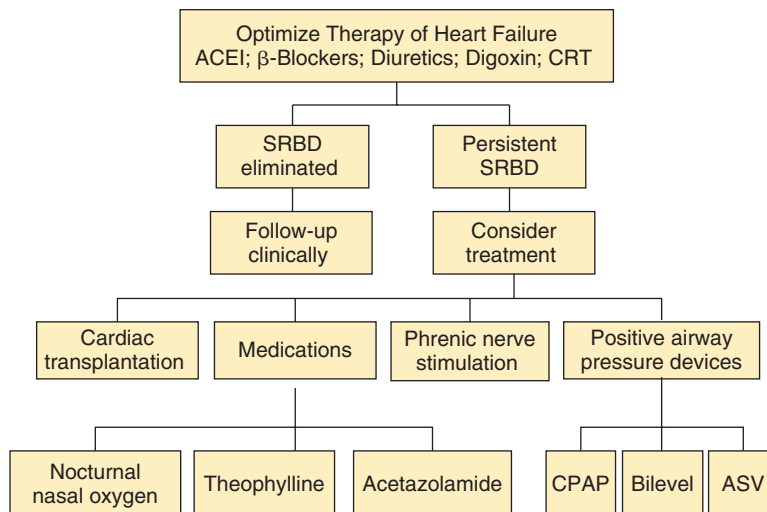 Optimize Therapy of Heart Failure
ACEI; β-Blockers; Diuretics; Digoxin; CRT
SRBD
eliminated
Persistent
SRBD
Follow-up
clinically
Consider
treatment
Cardiac
transplantation
Medications
Phrenic nerve
stimulation
Positive airway
pressure devices
Nocturnal
nasal oxygen
Theophylline
Acetazolamide
CPAP
Bilevel
ASV